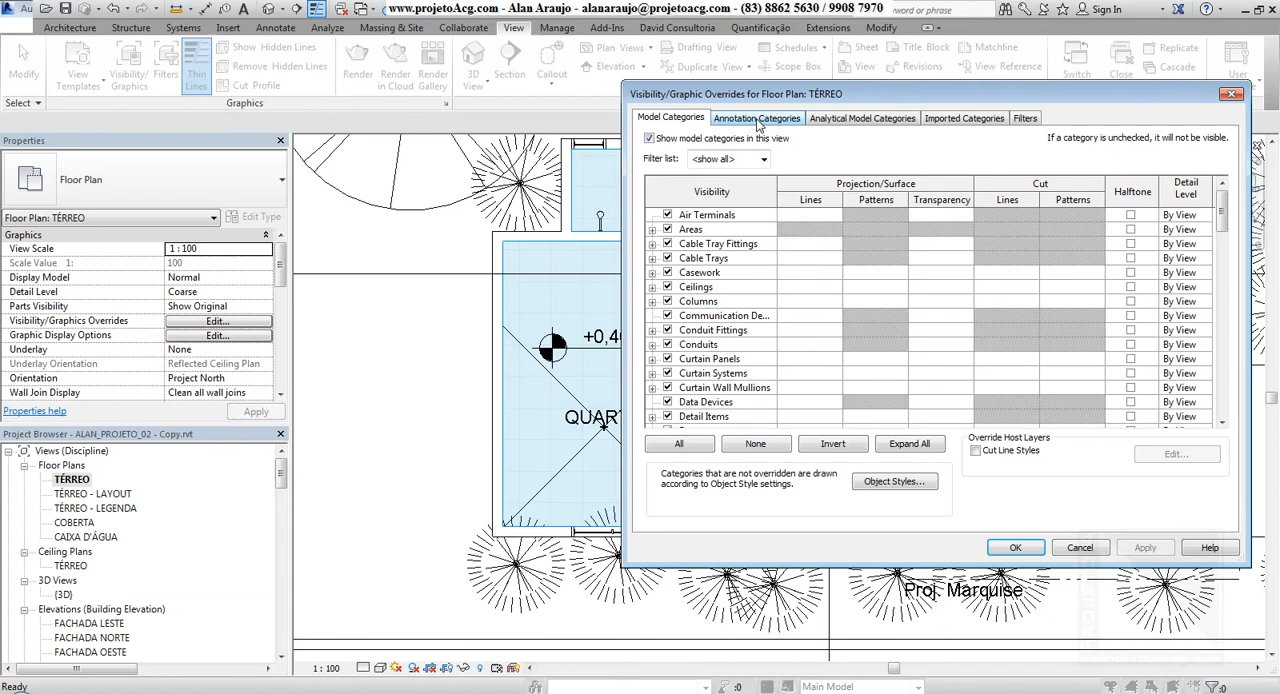 www.projetoAcg.com - Alan Araujo - alanaraujo@projetoAcg.com - (83) 8862 5630 / 9908 7970
or phrase
Sign In
Architecture Structure Systems Insert Annotate Analyze Massing & Site Collaborate View Manage Add-Ins David Consultoria Quantificação Extensions Modify
Modify
View Templates
Visibility/ Graphics
Filters
Thin Lines
Show Hidden Lines
Remove Hidden Lines
Cut Profile
Render
Render in Cloud
Render Gallery
3D View
Section
Callout
Plan Views
Elevation
Drafting View
Duplicate View
Schedules
Scope Box
Sheet
View
Title Block
Revisions
Matchline
View Reference
Switch
Close
Replicate
Cascade
User
Select
Graphics
Properties
Floor Plan
Floor Plan: TÉRREO
Edit Type
Graphics
View Scale 1 : 100
Scale Value 1: 100
Display Model Normal
Detail Level Coarse
Parts Visibility Show Original
Visibility/Graphics Overrides Edit...
Graphic Display Options Edit...
Underlay None
Underlay Orientation Reflected Ceiling Plan
Orientation Project North
Wall Join Display Clean all wall joins
Properties help
Apply
Project Browser - ALAN_PROJETO_02 - Copy.rvt
Views (Discipline)
Floor Plans
TÉRREO
TÉRREO - LAYOUT
TÉRREO - LEGENDA
COBERTA
CAIXA D'ÁGUA
Ceiling Plans
TÉRREO
3D Views
{3D}
Elevations (Building Elevation)
FACHADA LESTE
FACHADA NORTE
FACHADA OESTE
+0,40
QUART
Proj. Marquise
Visibility/Graphic Overrides for Floor Plan: TÉRREO
Model Categories Annotation Categories Analytical Model Categories Imported Categories Filters
Show model categories in this view
If a category is unchecked, it will not be visible.
Filter list: <show all>
Visibility
Projection/Surface
Cut
Halftone
Detail Level
Lines Patterns Transparency Lines Patterns
Air Terminals By View
Areas By View
Cable Tray Fittings By View
Cable Trays By View
Casework By View
Ceilings By View
Columns By View
Communication De... By View
Conduit Fittings By View
Conduits By View
Curtain Panels By View
Curtain Systems By View
Curtain Wall Mullions By View
Data Devices By View
Detail Items By View
All None Invert Expand All
Override Host Layers
Cut Line Styles
Edit...
Categories that are not overridden are drawn
according to Object Style settings.
Object Styles...
OK Cancel Apply Help
1 : 100
Ready
:0
Main Model
:0